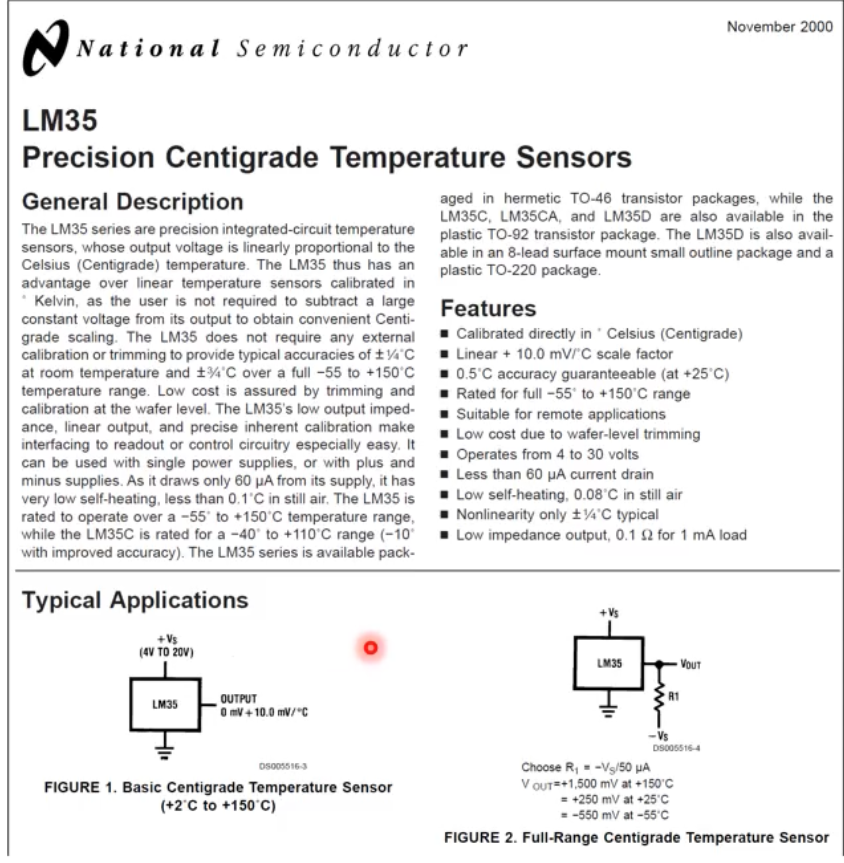 November 2000
National Semiconductor
LM35
Precision Centigrade Temperature Sensors
General Description
The LM35 series are precision integrated-circuit temperature
sensors, whose output voltage is linearly proportional to the
Celsius (Centigrade) temperature. The LM35 thus has an
advantage over linear temperature sensors calibrated in
° Kelvin, as the user is not required to subtract a large
constant voltage from its output to obtain convenient Centi-
grade scaling. The LM35 does not require any external
calibration or trimming to provide typical accuracies of ±¼°C
at room temperature and ±¾°C over a full −55 to +150°C
temperature range. Low cost is assured by trimming and
calibration at the wafer level. The LM35's low output imped-
ance, linear output, and precise inherent calibration make
interfacing to readout or control circuitry especially easy. It
can be used with single power supplies, or with plus and
minus supplies. As it draws only 60 µA from its supply, it has
very low self-heating, less than 0.1°C in still air. The LM35 is
rated to operate over a −55° to +150°C temperature range,
while the LM35C is rated for a −40° to +110°C range (−10°
with improved accuracy). The LM35 series is available pack-
aged in hermetic TO-46 transistor packages, while the
LM35C, LM35CA, and LM35D are also available in the
plastic TO-92 transistor package. The LM35D is also avail-
able in an 8-lead surface mount small outline package and a
plastic TO-220 package.
Features
■ Calibrated directly in ° Celsius (Centigrade)
■ Linear + 10.0 mV/°C scale factor
■ 0.5°C accuracy guaranteeable (at +25°C)
■ Rated for full −55° to +150°C range
■ Suitable for remote applications
■ Low cost due to wafer-level trimming
■ Operates from 4 to 30 volts
■ Less than 60 µA current drain
■ Low self-heating, 0.08°C in still air
■ Nonlinearity only ±¼°C typical
■ Low impedance output, 0.1 Ω for 1 mA load
Typical Applications
+VS
(4V TO 20V)
LM35
OUTPUT
0 mV + 10.0 mV/°C
DS005516-3
FIGURE 1. Basic Centigrade Temperature Sensor
(+2°C to +150°C)
+VS
LM35
VOUT
R1
−VS
DS005516-4
Choose R1 = −VS/50 µA
V OUT=+1,500 mV at +150°C
= +250 mV at +25°C
= −550 mV at −55°C
FIGURE 2. Full-Range Centigrade Temperature Sensor